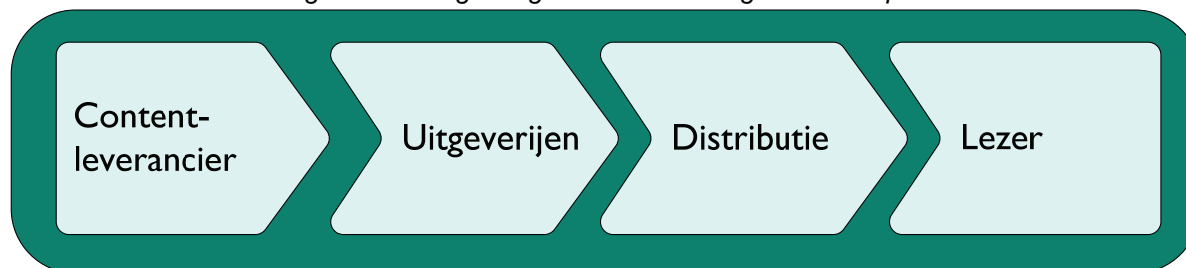 Content-
leverancier
Uitgeverijen
Distributie
Lezer